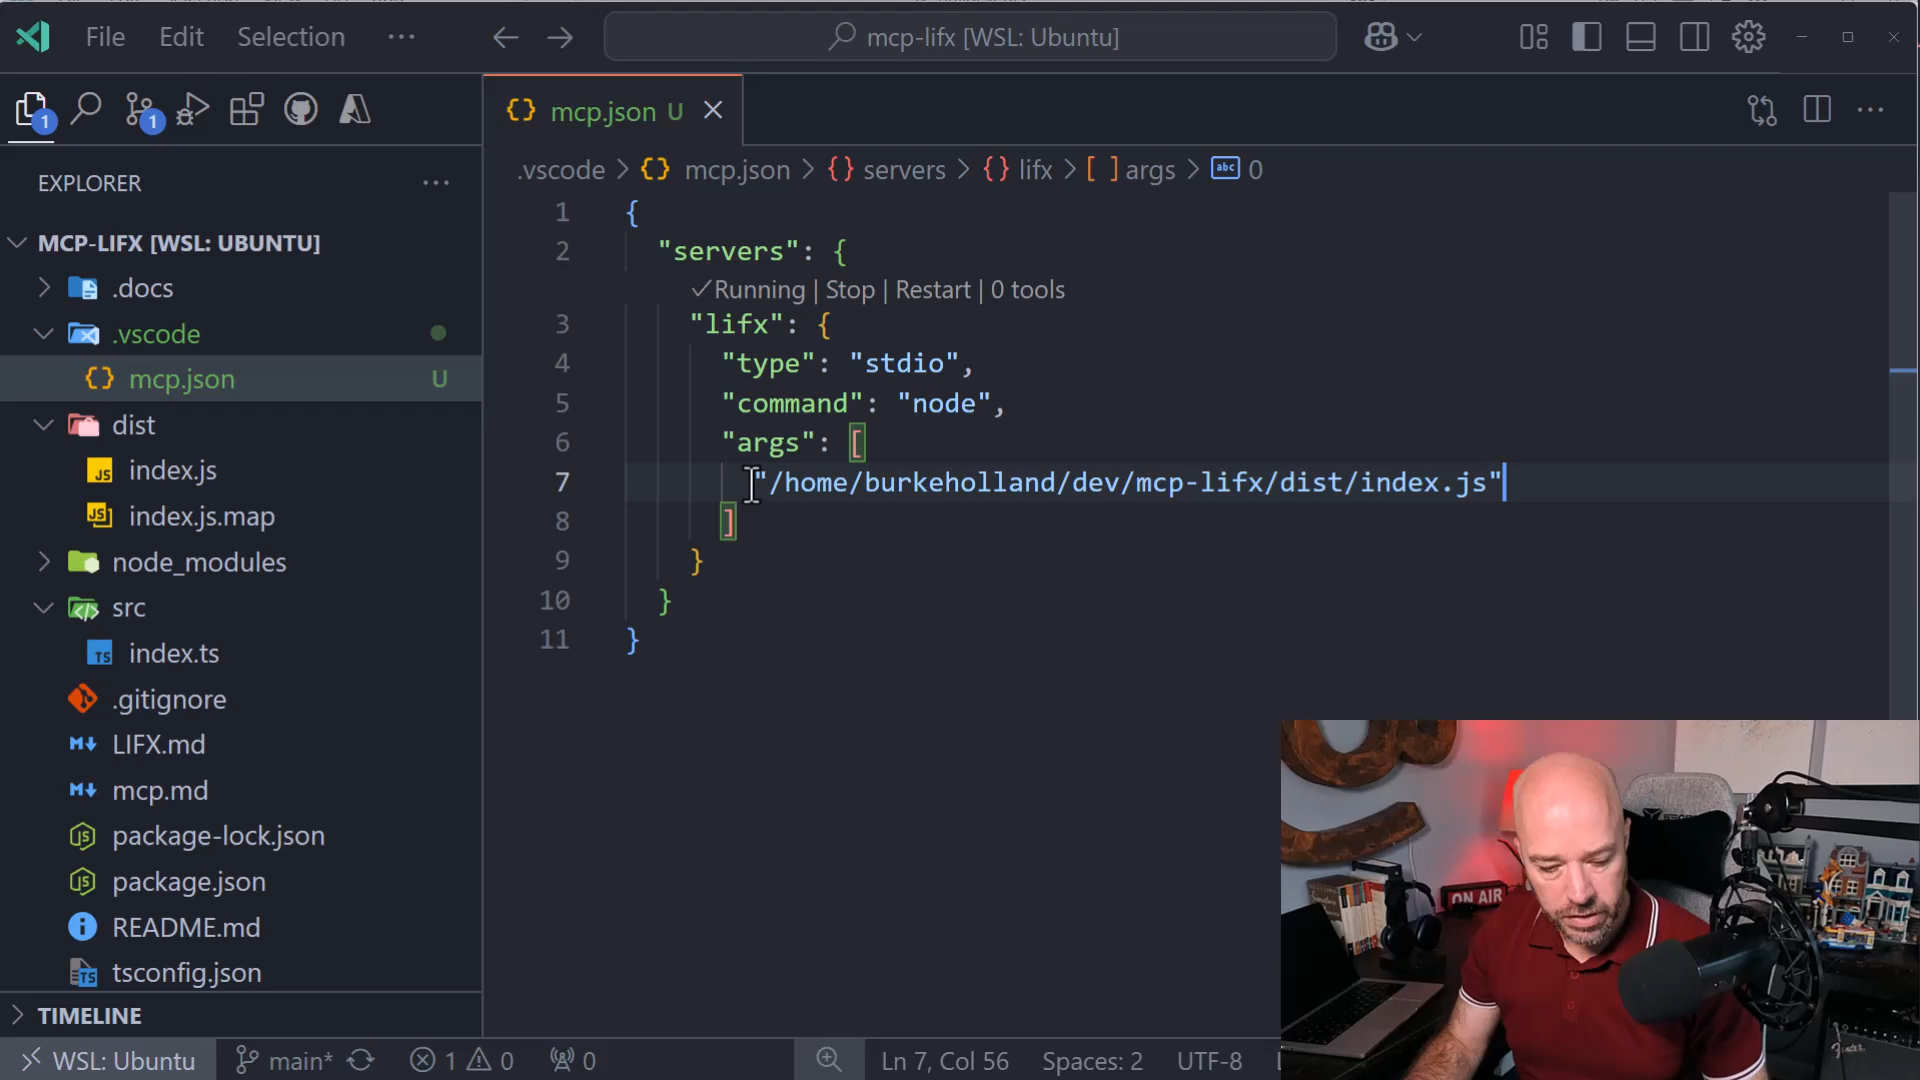 File Edit Selection ···
mcp-lifx [WSL: Ubuntu]
1
1
EXPLORER
MCP-LIFX [WSL: UBUNTU]
.docs
.vscode
mcp.json U
dist
index.js
index.js.map
node_modules
src
index.ts
.gitignore
LIFX.md
mcp.md
package-lock.json
package.json
README.md
tsconfig.json
TIMELINE
mcp.json U
.vscode > {} mcp.json > {} servers > {} lifx > [ ] args > abc 0
1 {
2 "servers": {
✓Running | Stop | Restart | 0 tools
3 "lifx": {
4 "type": "stdio",
5 "command": "node",
6 "args": [
7 "/home/burkeholland/dev/mcp-lifx/dist/index.js"
8 ]
9 }
10 }
11 }
ON AIR
Fender
WSL: Ubuntu main* 1 0 0 Ln 7, Col 56 Spaces: 2 UTF-8